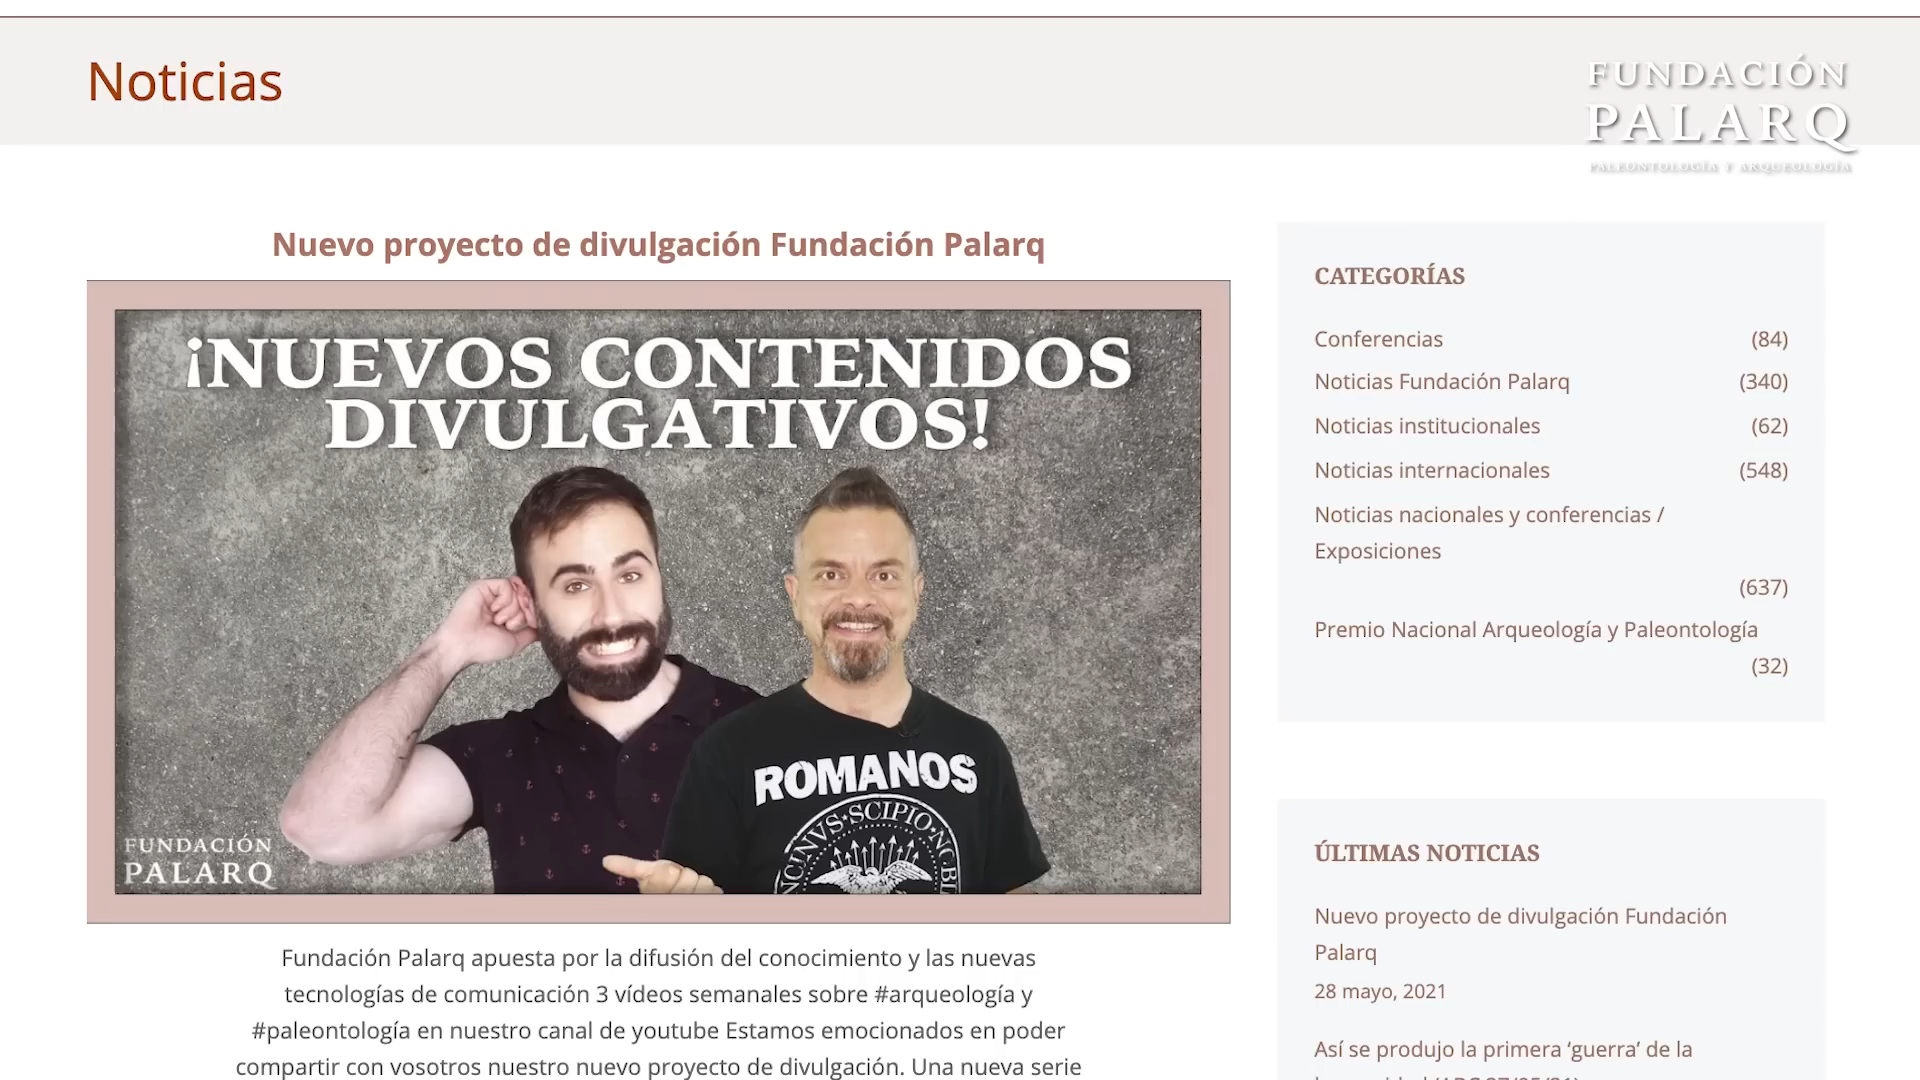 Noticias
FUNDACIÓN
PALARQ
PALEONTOLOGÍA Y ARQUEOLOGÍA
Nuevo proyecto de divulgación Fundación Palarq
¡NUEVOS CONTENIDOS
DIVULGATIVOS!
ROMANOS
SCIPIO
FUNDACIÓN
PALARQ
Fundación Palarq apuesta por la difusión del conocimiento y las nuevas
tecnologías de comunicación 3 vídeos semanales sobre #arqueología y
#paleontología en nuestro canal de youtube Estamos emocionados en poder
compartir con vosotros nuestro nuevo proyecto de divulgación. Una nueva serie
CATEGORÍAS
Conferencias (84)
Noticias Fundación Palarq (340)
Noticias institucionales (62)
Noticias internacionales (548)
Noticias nacionales y conferencias /
Exposiciones
(637)
Premio Nacional Arqueología y Paleontología
(32)
ÚLTIMAS NOTICIAS
Nuevo proyecto de divulgación Fundación
Palarq
28 mayo, 2021
Así se produjo la primera ‘guerra’ de la